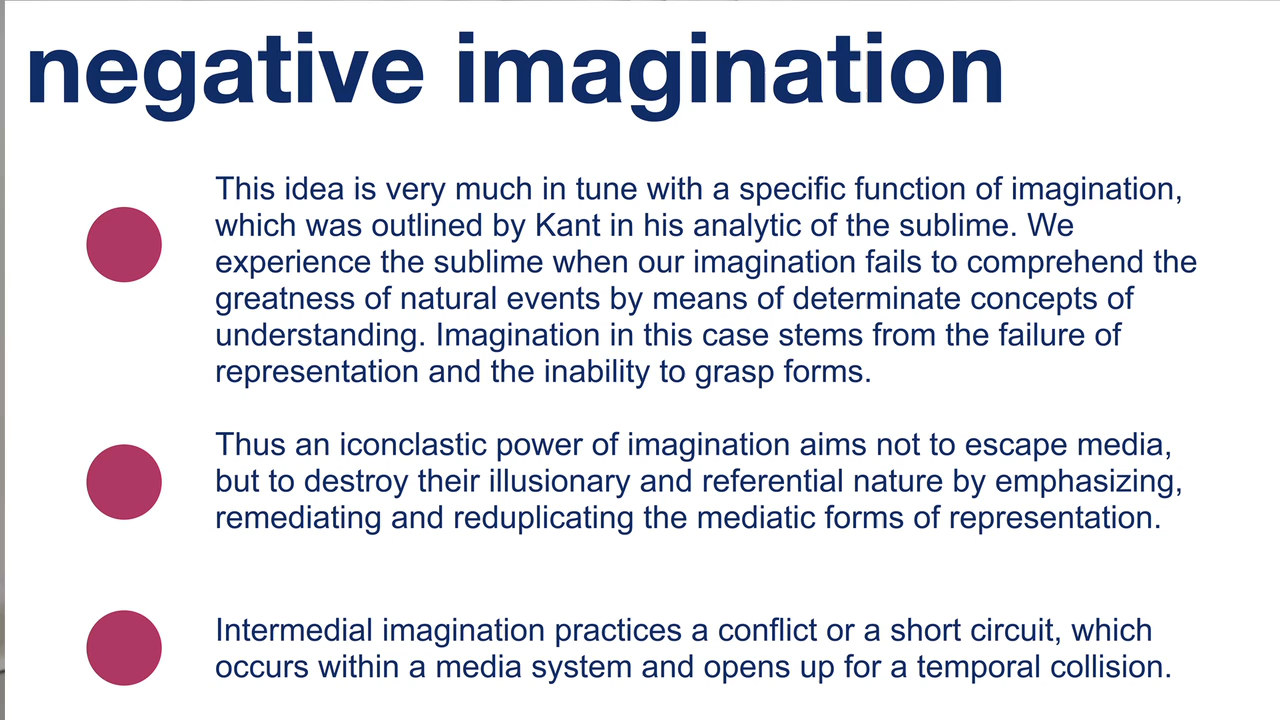 negative imagination
This idea is very much in tune with a specific function of imagination,
which was outlined by Kant in his analytic of the sublime. We
experience the sublime when our imagination fails to comprehend the
greatness of natural events by means of determinate concepts of
understanding. Imagination in this case stems from the failure of
representation and the inability to grasp forms.
Thus an iconclastic power of imagination aims not to escape media,
but to destroy their illusionary and referential nature by emphasizing,
remediating and reduplicating the mediatic forms of representation.
Intermedial imagination practices a conflict or a short circuit, which
occurs within a media system and opens up for a temporal collision.